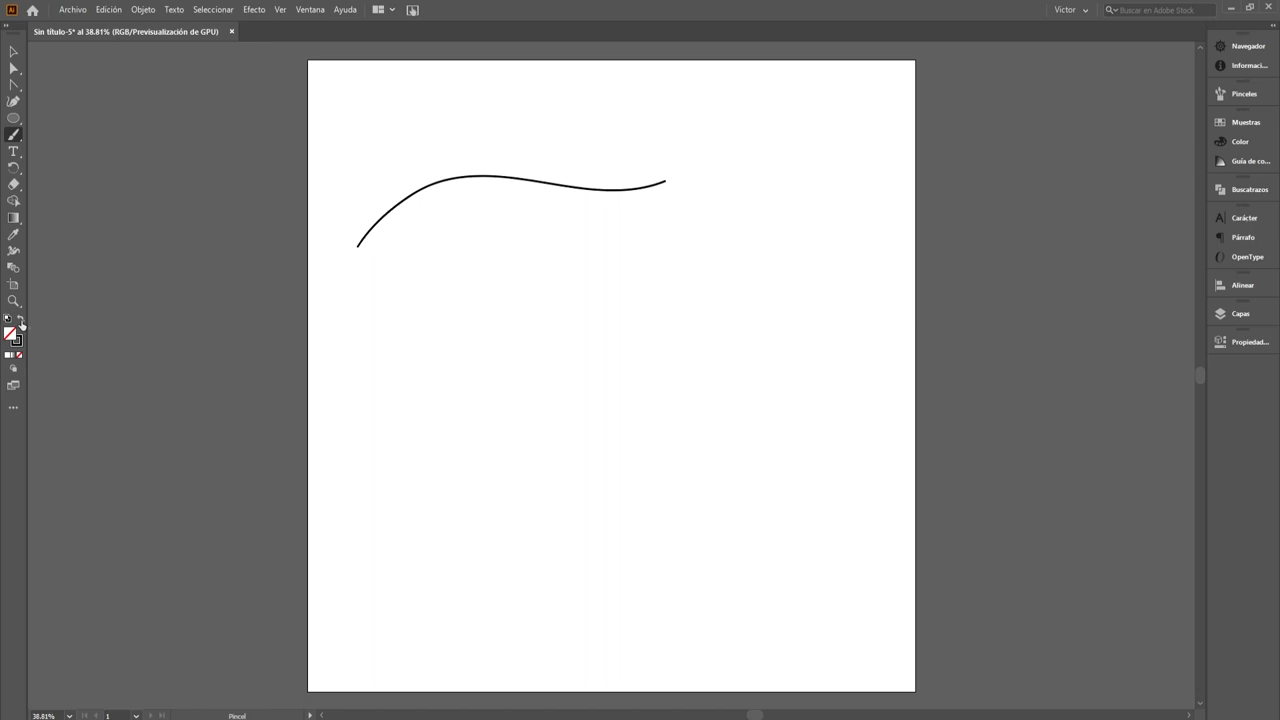 Ai Archivo Edición Objeto Texto Seleccionar Efecto Ver Ventana Ayuda Victor Buscar en Adobe Stock
Sin título-5* al 38.81% (RGB/Previsualización de GPU) ×
Navegador
Informaci...
Pinceles
Muestras
Color
Guía de co...
Buscatrazos
Carácter
Párrafo
OpenType
Alinear
Capas
Propiedad...
38.81% 1 Pincel